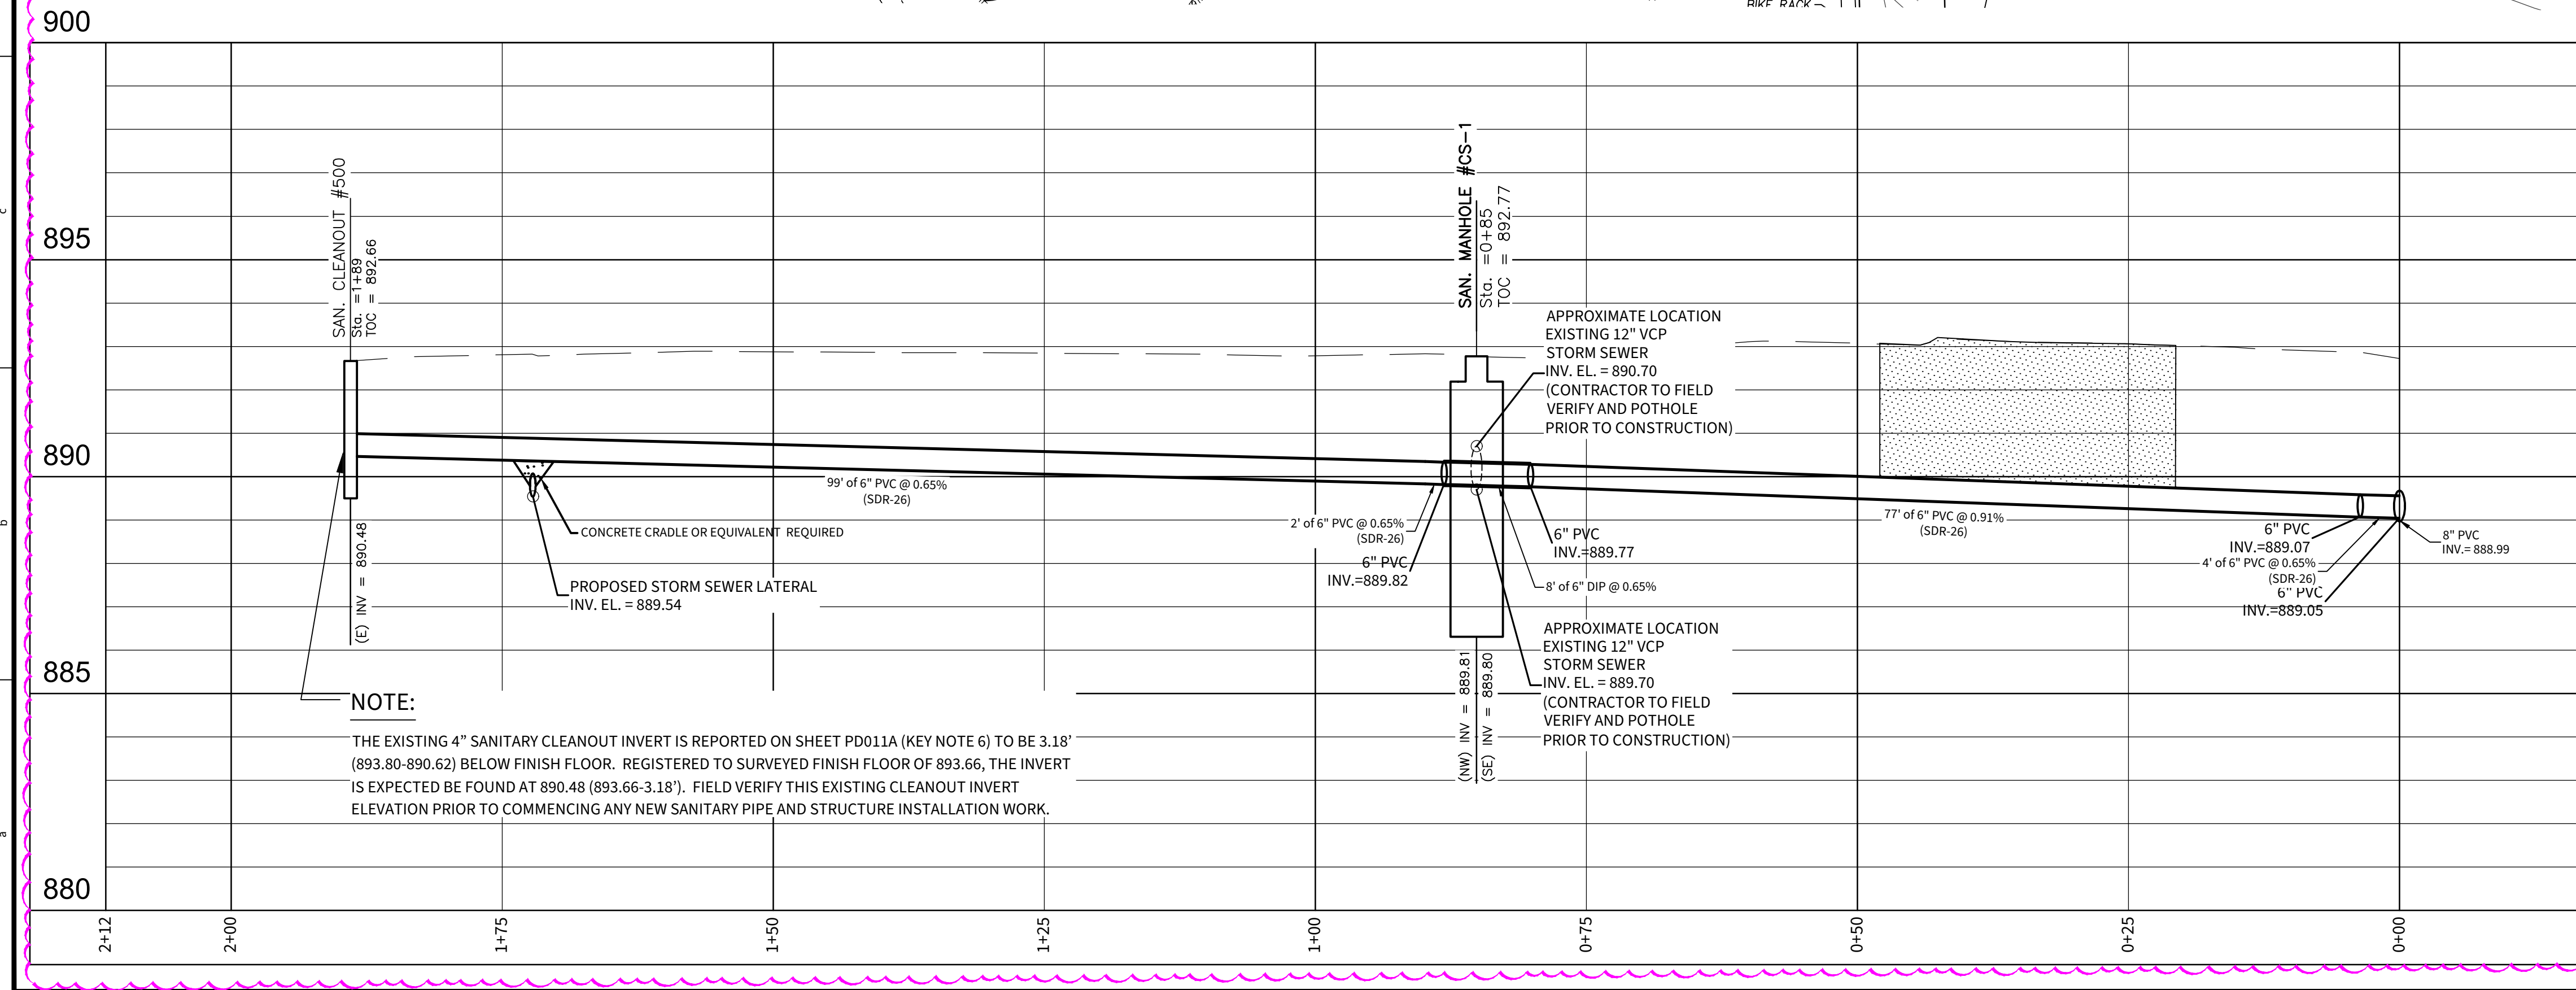 BIKE RACK
900
895
890
885
880
c
b
a
SAN. CLEANOUT #500
Sta. =1+89
TOC = 892.66
(E) INV = 890.48
SAN. MANHOLE #CS-1
Sta. =0+85
TOC = 892.77
APPROXIMATE LOCATION
EXISTING 12" VCP
STORM SEWER
INV. EL. = 890.70
(CONTRACTOR TO FIELD
VERIFY AND POTHOLE
PRIOR TO CONSTRUCTION)
99' of 6" PVC @ 0.65%
(SDR-26)
CONCRETE CRADLE OR EQUIVALENT REQUIRED
PROPOSED STORM SEWER LATERAL
INV. EL. = 889.54
2' of 6" PVC @ 0.65%
(SDR-26)
6" PVC
INV.=889.82
6" PVC
INV.=889.77
8' of 6" DIP @ 0.65%
(NW) INV = 889.81
(SE) INV = 889.80
APPROXIMATE LOCATION
EXISTING 12" VCP
STORM SEWER
INV. EL. = 889.70
(CONTRACTOR TO FIELD
VERIFY AND POTHOLE
PRIOR TO CONSTRUCTION)
77' of 6" PVC @ 0.91%
(SDR-26)
6" PVC
INV.=889.07
4' of 6" PVC @ 0.65%
(SDR-26)
6" PVC
INV.=889.05
8" PVC
INV.= 888.99
NOTE:
THE EXISTING 4” SANITARY CLEANOUT INVERT IS REPORTED ON SHEET PD011A (KEY NOTE 6) TO BE 3.18’
(893.80-890.62) BELOW FINISH FLOOR. REGISTERED TO SURVEYED FINISH FLOOR OF 893.66, THE INVERT
IS EXPECTED BE FOUND AT 890.48 (893.66-3.18’). FIELD VERIFY THIS EXISTING CLEANOUT INVERT
ELEVATION PRIOR TO COMMENCING ANY NEW SANITARY PIPE AND STRUCTURE INSTALLATION WORK.
2+12
2+00
1+75
1+50
1+25
1+00
0+75
0+50
0+25
0+00